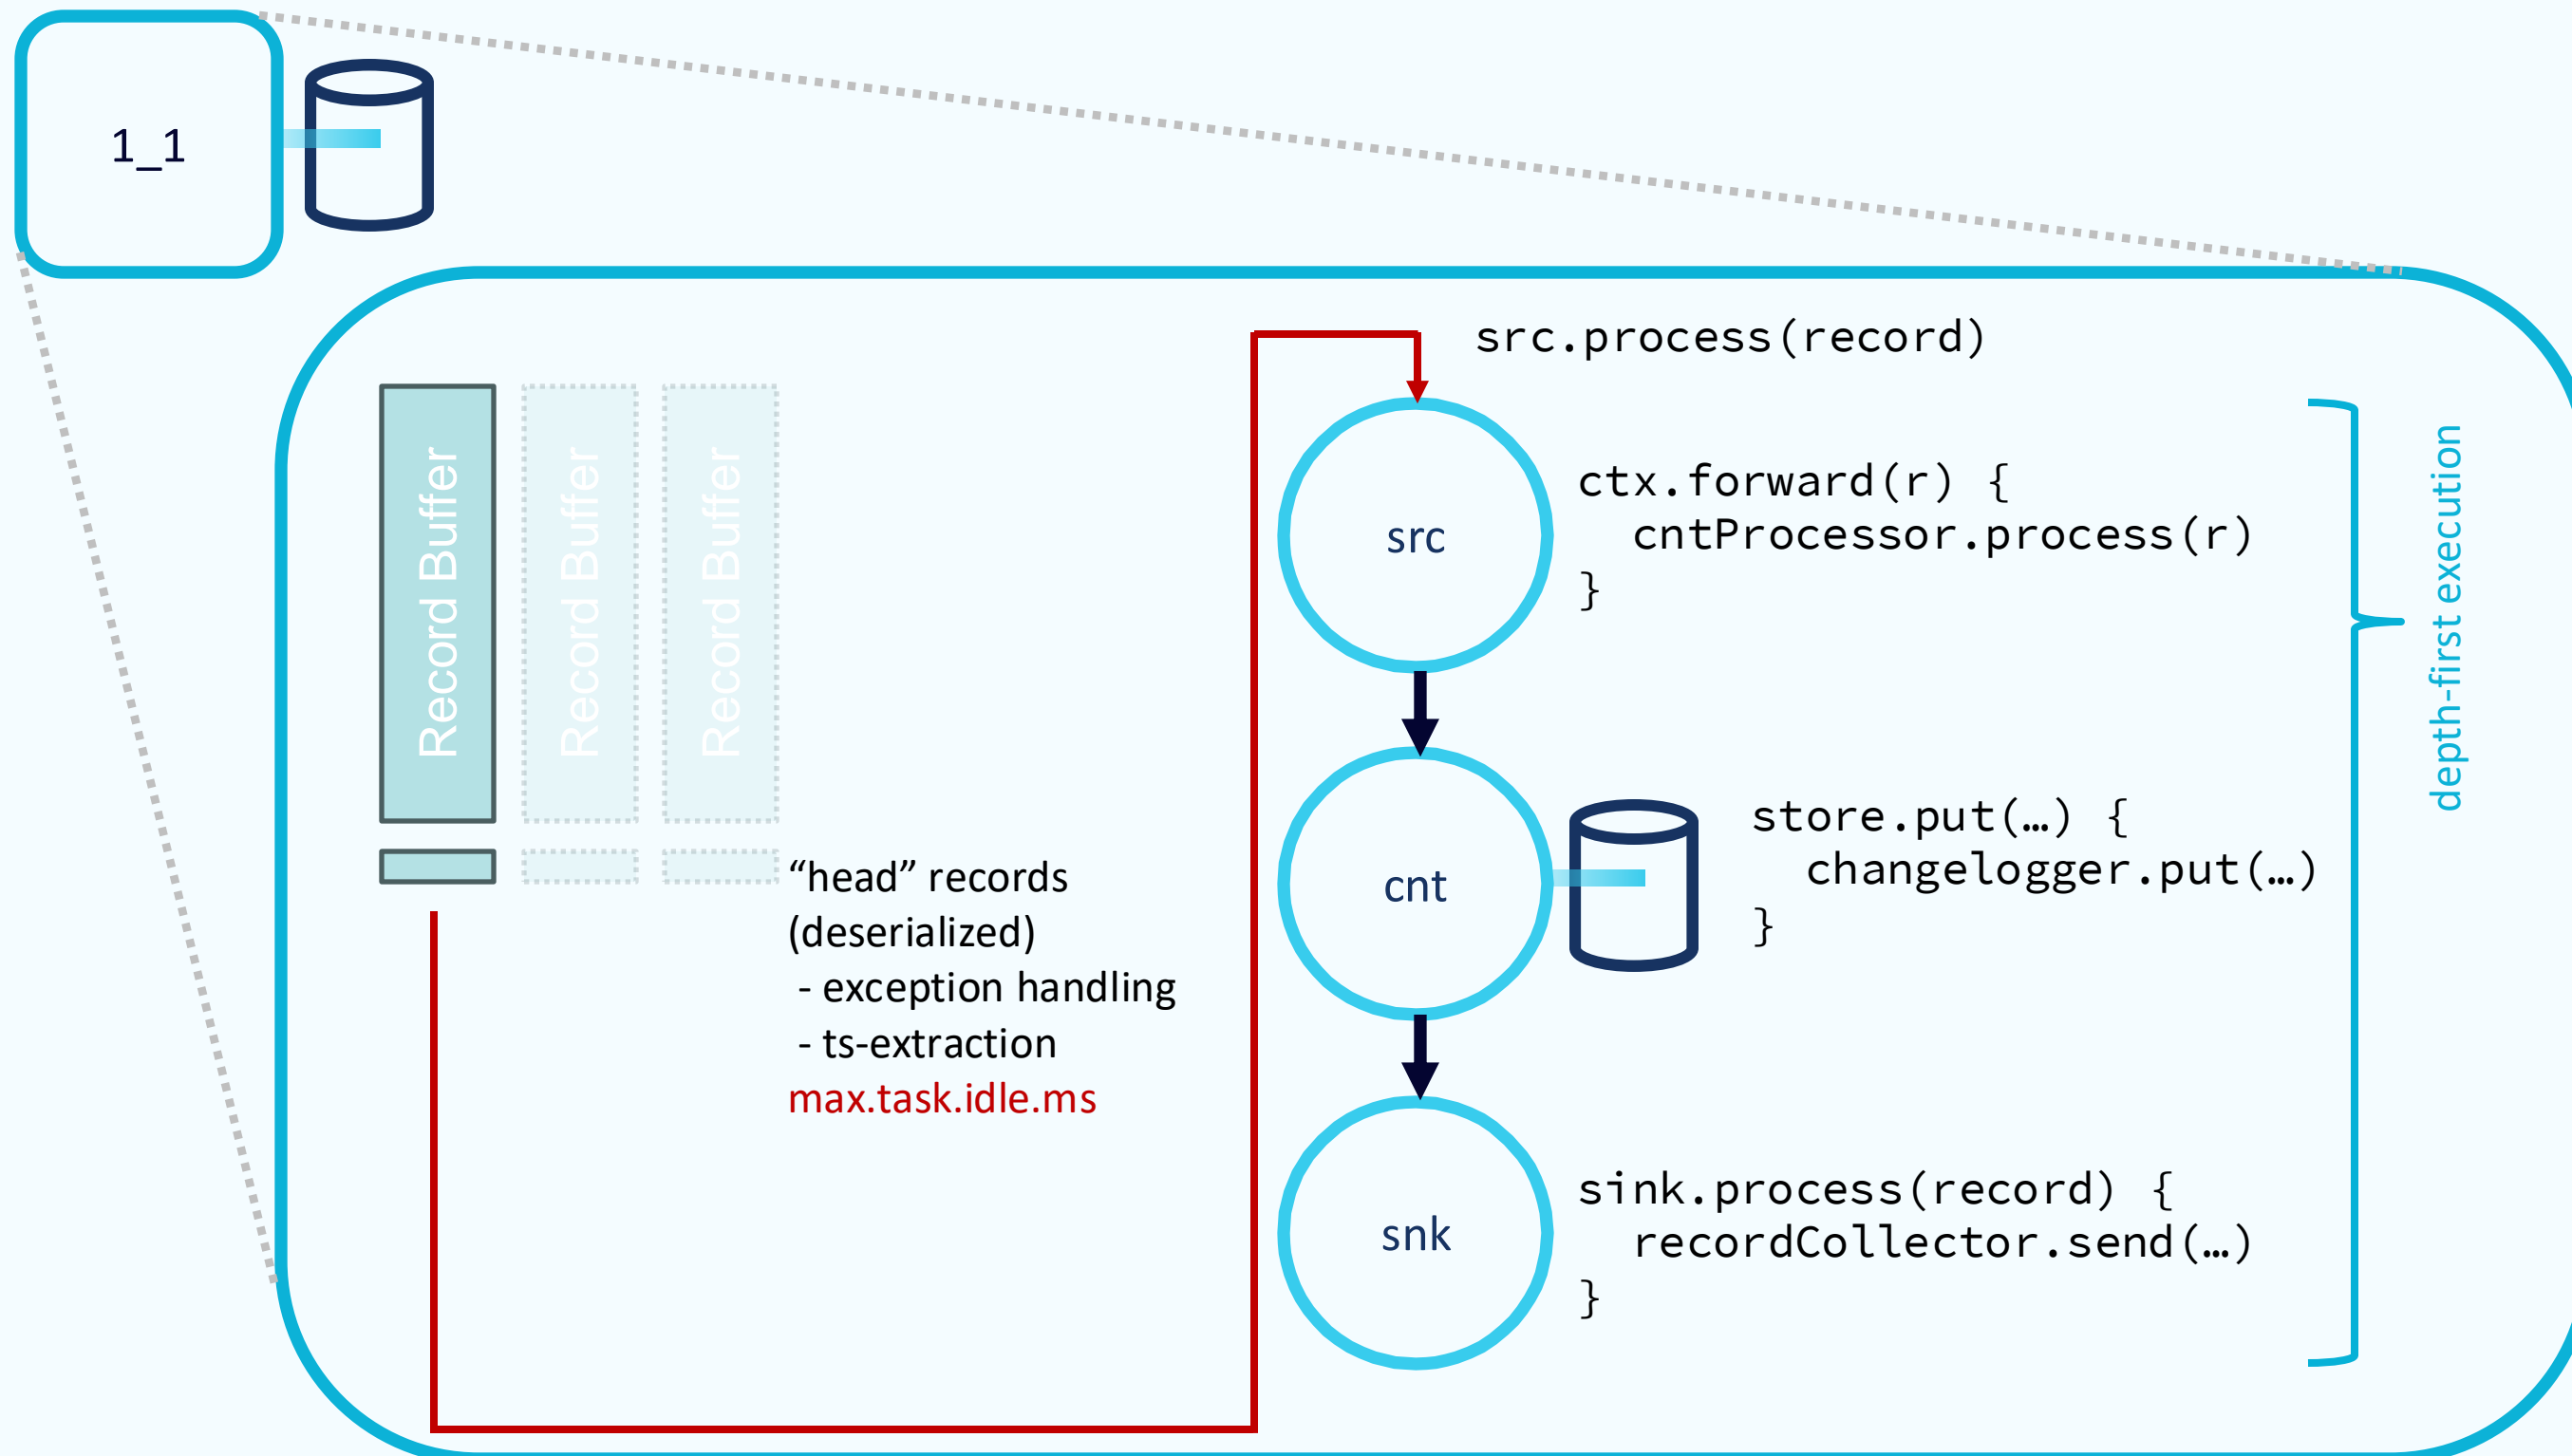 1_1
Record Buffer
Record Buffer
Record Buffer
“head” records
(deserialized)
- exception handling
- ts-extraction
max.task.idle.ms
src.process(record)
src
ctx.forward(r) {
cntProcessor.process(r)
}
cnt
store.put(…) {
changelogger.put(…)
}
snk
sink.process(record) {
recordCollector.send(…)
}
depth-first execution